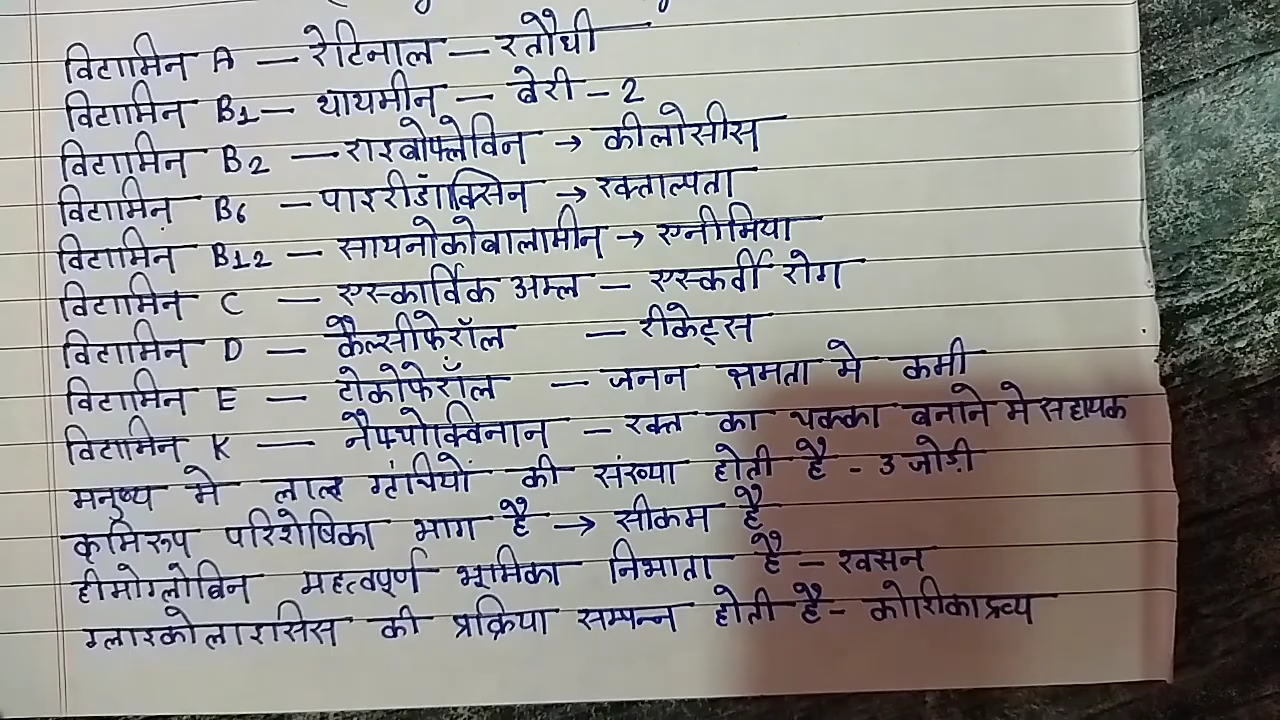 विटामिन A — रेटिनाल — रतौधी
विटामिन B1 — थायमीन — बेरी - 2
विटामिन B2 — राइबोफ्लेविन → कीलोसीस
विटामिन B6 — पाइरीडॉक्सिन → रक्ताल्पता
विटामिन B12 — सायनोकोबालामीन → एनीमिया
विटामिन C — एस्कार्विक अम्ल — एस्कर्वी रोग
विटामिन D — कैल्सीफेरॉल — रीकेट्स
विटामिन E — टोकोफेरॉल — जनन क्षमता मे कमी
विटामिन K — नैफ्थोक्विनान — रक्त का थक्का बनाने मे सहायक
मनुष्य मे लार ग्रंथियों की संख्या होती है - 3 जोड़ी
कृमिरुप परिशेषिका भाग है → सीकम है
हीमोग्लोबिन महत्वपूर्ण भूमिका निभाता है — श्वसन
ग्लाइकोलाइसिस की प्रक्रिया सम्पन्न होती है - कोशिकाद्रव्य